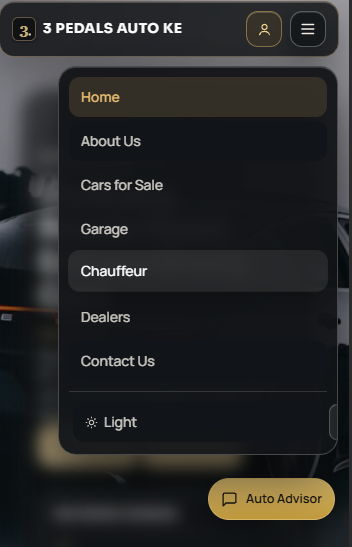 3. 3 PEDALS AUTO KE
Home
About Us
Cars for Sale
Garage
Chauffeur
Dealers
Contact Us
Light
Auto Advisor